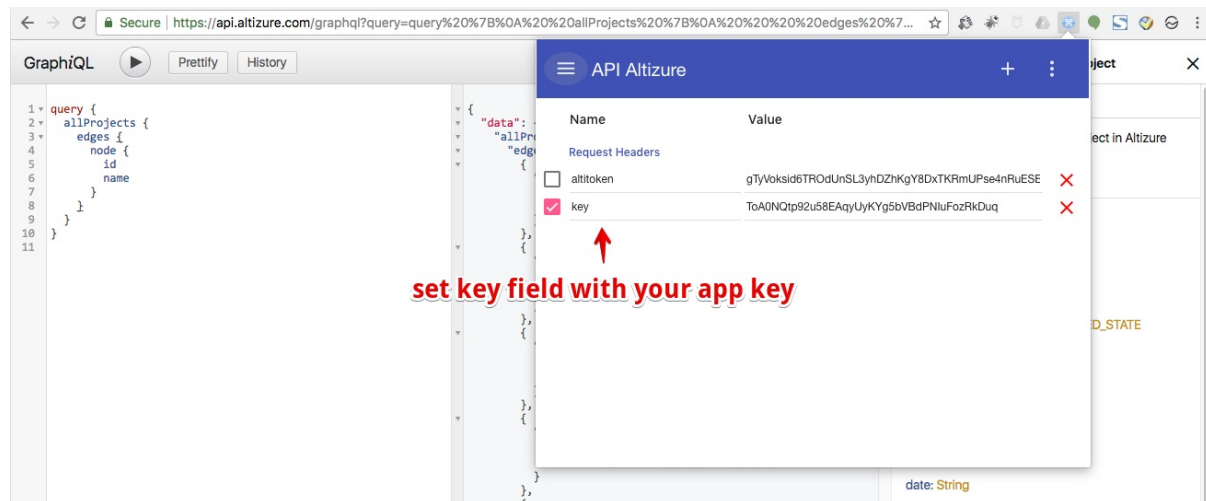 Secure | https://api.altizure.com/graphql?query=query%20%7B%0A%20%20allProjects%20%7B%0A%20%20%20%20edges%20%7...
GraphiQL Prettify History
API Altizure
ject
1 query {
2 allProjects {
3 edges {
4 node {
5 id
6 name
7 }
8 }
9 }
10 }
11
{
"data":
"allPr
"edge
{
},
{
},
{
},
{
}
},
Name Value
Request Headers
altitoken gTyVoksid6TROdUnSL3yhDZhKgY8DxTKRmUPse4nRuESE
key ToA0NQtp92u58EAqyUyKYg5bVBdPNIuFozRkDuq
set key field with your app key
ject in Altizure
D_STATE
date: String